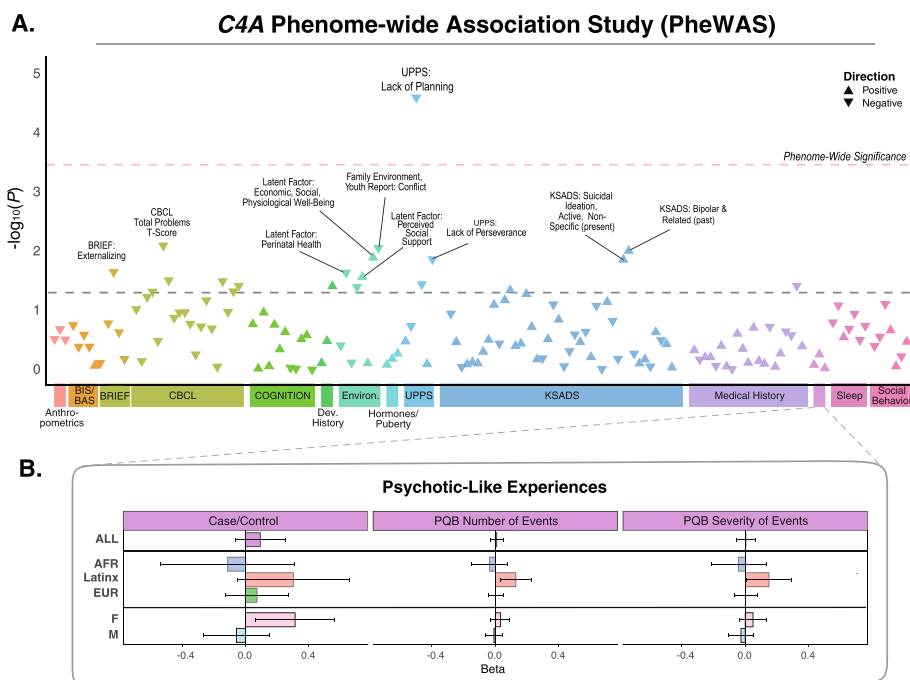 A.
C4A Phenome-wide Association Study (PheWAS)
5
4
3
2
1
0
-log10(P)
UPPS:
Lack of Planning
Direction
Positive
Negative
Phenome-Wide Significance
Latent Factor:
Economic, Social,
Physiological Well-Being
Family Environment,
Youth Report: Conflict
KSADS: Suicidal
Ideation,
Active, Non-
Specific (present)
KSADS: Bipolar &
Related (past)
CBCL
Total Problems
T-Score
Latent Factor:
Perceived
Social
Support
UPPS:
Lack of Perseverance
BRIEF:
Externalizing
Latent Factor:
Perinatal Health
Anthro-
pometrics
BIS/
BAS
BRIEF
CBCL
COGNITION
Dev.
History
Environ.
Hormones/
Puberty
UPPS
KSADS
Medical History
Sleep
Social
Behavior
B.
Psychotic-Like Experiences
Case/Control
PQB Number of Events
PQB Severity of Events
ALL
AFR
Latinx
EUR
F
M
-0.4 0.0 0.4
-0.4 0.0 0.4
-0.4 0.0 0.4
Beta